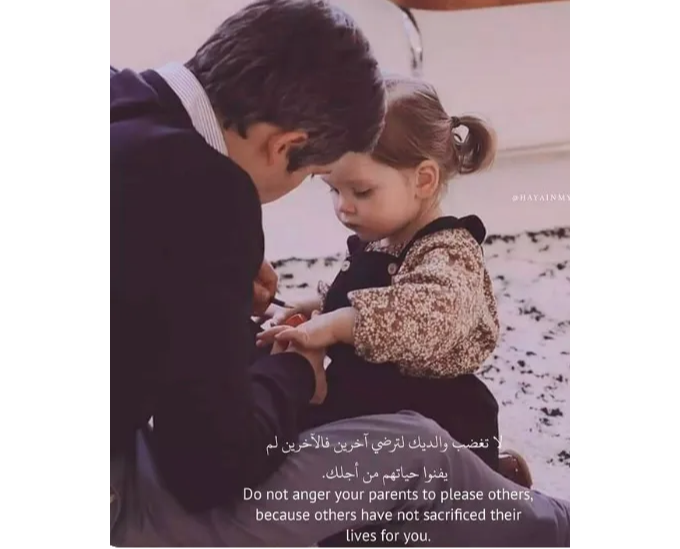 @HAYAINMY
لا تغضب والديك لترضي آخرين فالآخرين لم
يفنوا حياتهم من أجلك.
Do not anger your parents to please others,
because others have not sacrificed their
lives for you.